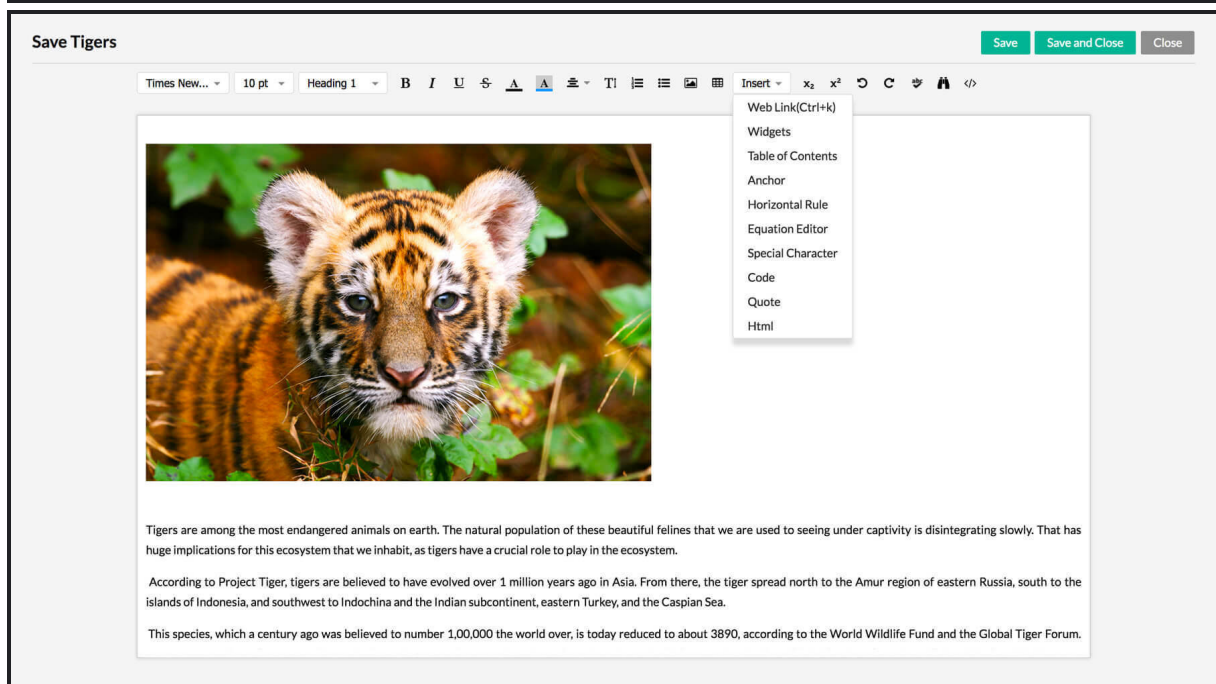 Save Tigers
Save Save and Close Close
Times New... 10 pt Heading 1 B I U S A A T Insert x₂ x² abc </>
Web Link(Ctrl+k)
Widgets
Table of Contents
Anchor
Horizontal Rule
Equation Editor
Special Character
Code
Quote
Html
Tigers are among the most endangered animals on earth. The natural population of these beautiful felines that we are used to seeing under captivity is disintegrating slowly. That has
huge implications for this ecosystem that we inhabit, as tigers have a crucial role to play in the ecosystem.
According to Project Tiger, tigers are believed to have evolved over 1 million years ago in Asia. From there, the tiger spread north to the Amur region of eastern Russia, south to the
islands of Indonesia, and southwest to Indochina and the Indian subcontinent, eastern Turkey, and the Caspian Sea.
This species, which a century ago was believed to number 1,00,000 the world over, is today reduced to about 3890, according to the World Wildlife Fund and the Global Tiger Forum.